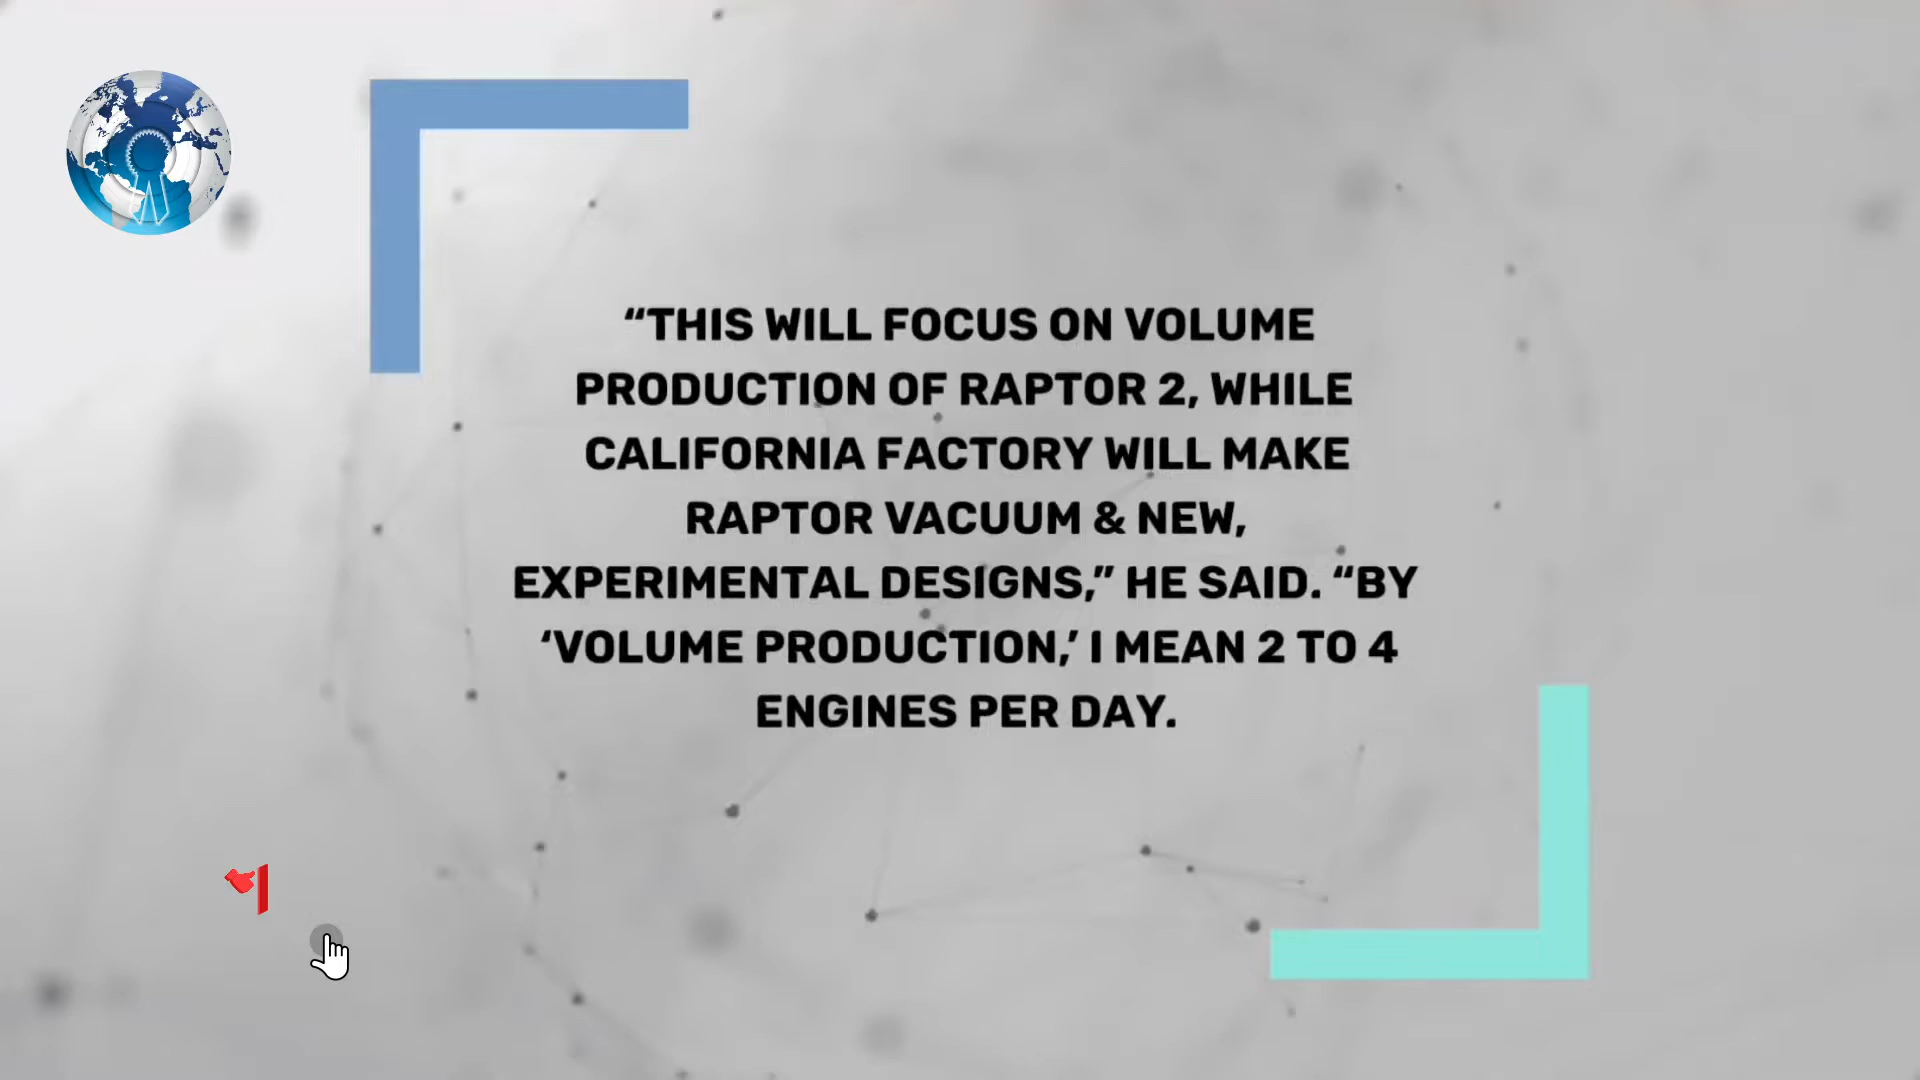 “THIS WILL FOCUS ON VOLUME
PRODUCTION OF RAPTOR 2, WHILE
CALIFORNIA FACTORY WILL MAKE
RAPTOR VACUUM & NEW,
EXPERIMENTAL DESIGNS,” HE SAID. “BY
‘VOLUME PRODUCTION,’ I MEAN 2 TO 4
ENGINES PER DAY.